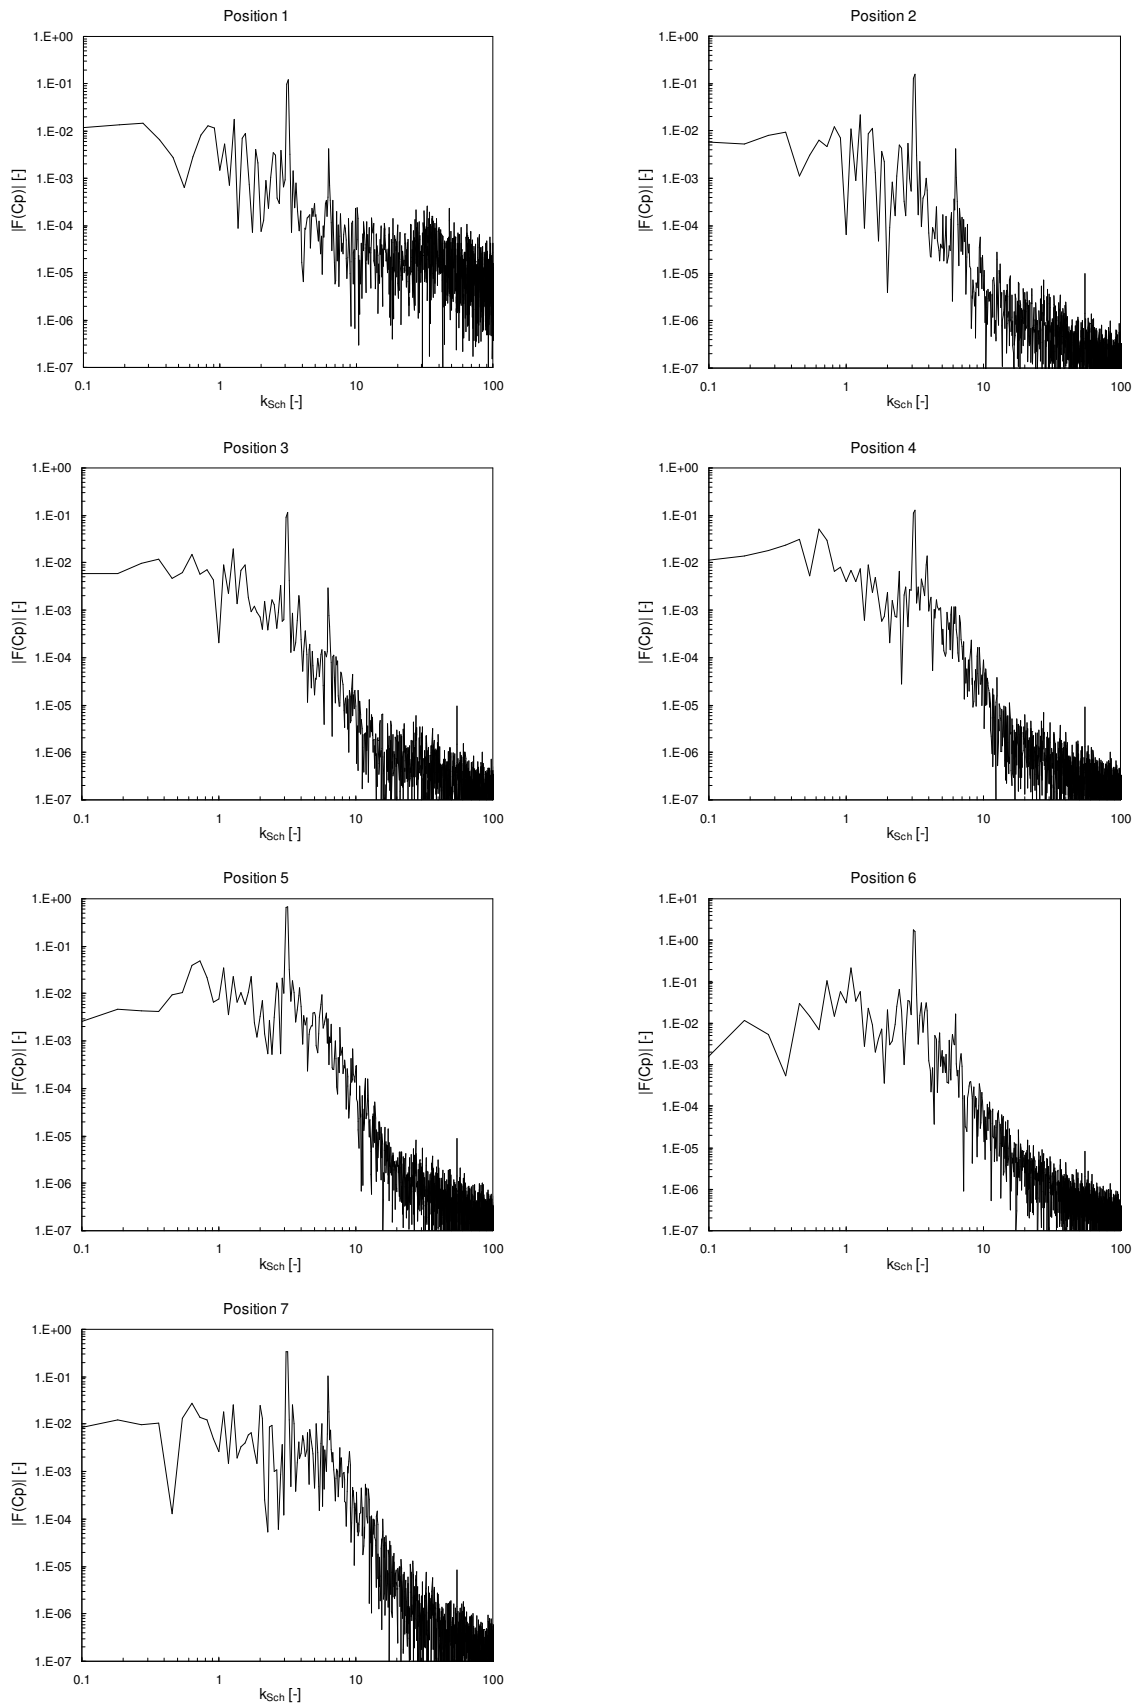 Position 1
1.E+00
1.E-01
1.E-02
1.E-03
1.E-04
1.E-05
1.E-06
1.E-07
|F(Cp)| [-]
0.1 1 10 100
kSch [-]
Position 2
1.E+00
1.E-01
1.E-02
1.E-03
1.E-04
1.E-05
1.E-06
1.E-07
|F(Cp)| [-]
0.1 1 10 100
kSch [-]
Position 3
1.E+00
1.E-01
1.E-02
1.E-03
1.E-04
1.E-05
1.E-06
1.E-07
|F(Cp)| [-]
0.1 1 10 100
kSch [-]
Position 4
1.E+00
1.E-01
1.E-02
1.E-03
1.E-04
1.E-05
1.E-06
1.E-07
|F(Cp)| [-]
0.1 1 10 100
kSch [-]
Position 5
1.E+00
1.E-01
1.E-02
1.E-03
1.E-04
1.E-05
1.E-06
1.E-07
|F(Cp)| [-]
0.1 1 10 100
kSch [-]
Position 6
1.E+01
1.E+00
1.E-01
1.E-02
1.E-03
1.E-04
1.E-05
1.E-06
1.E-07
|F(Cp)| [-]
0.1 1 10 100
kSch [-]
Position 7
1.E+00
1.E-01
1.E-02
1.E-03
1.E-04
1.E-05
1.E-06
1.E-07
|F(Cp)| [-]
0.1 1 10 100
kSch [-]